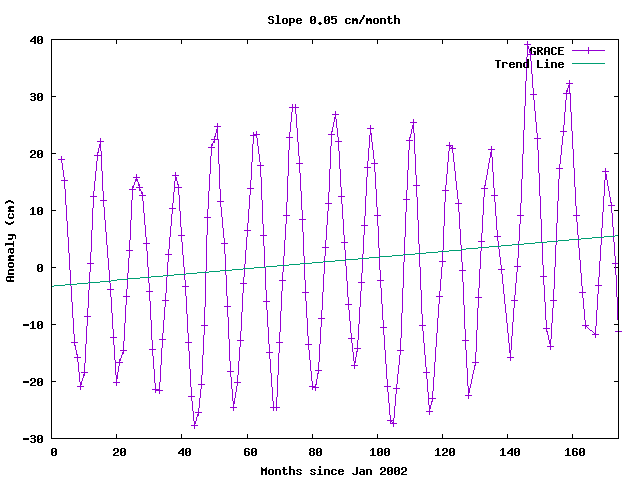 Slope 0.05 cm/month
GRACE
Trend Line
40
30
20
10
0
-10
-20
-30
Anomaly (cm)
0 20 40 60 80 100 120 140 160
Months since Jan 2002